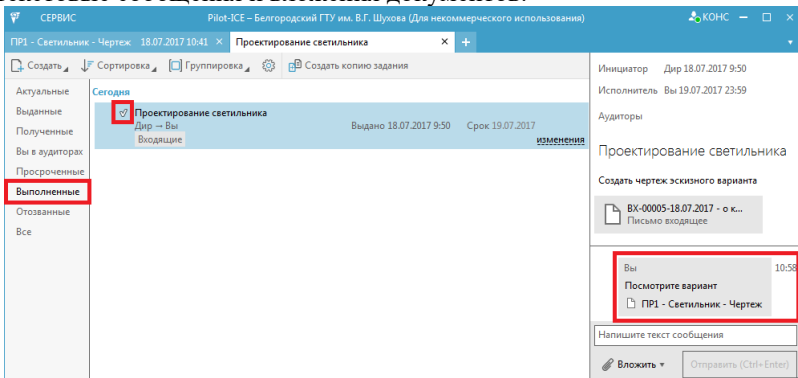 СЕРВИС
Pilot-ICE – Белгородский ГТУ им. В.Г. Шухова (Для некоммерческого использования)
КОНС
ПР1 - Светильник - Чертеж 18.07.2017 10:41
Проектирование светильника
Создать
Сортировка
Группировка
Создать копию задания
Актуальные
Выданные
Полученные
Вы в аудиторах
Просроченные
Выполненные
Отозванные
Все
Сегодня
Проектирование светильника
Дир → Вы
Выдано 18.07.2017 9:50
Срок 19.07.2017
Входящие
изменения
Инициатор Дир 18.07.2017 9:50
Исполнитель Вы 19.07.2017 23:59
Аудиторы
Проектирование светильника
Создать чертеж эскизного варианта
ВХ-00005-18.07.2017 - о к...
Письмо входящее
Вы 10:58
Посмотрите вариант
ПР1 - Светильник - Чертеж
Напишите текст сообщения
Вложить
Отправить (Ctrl+Enter)